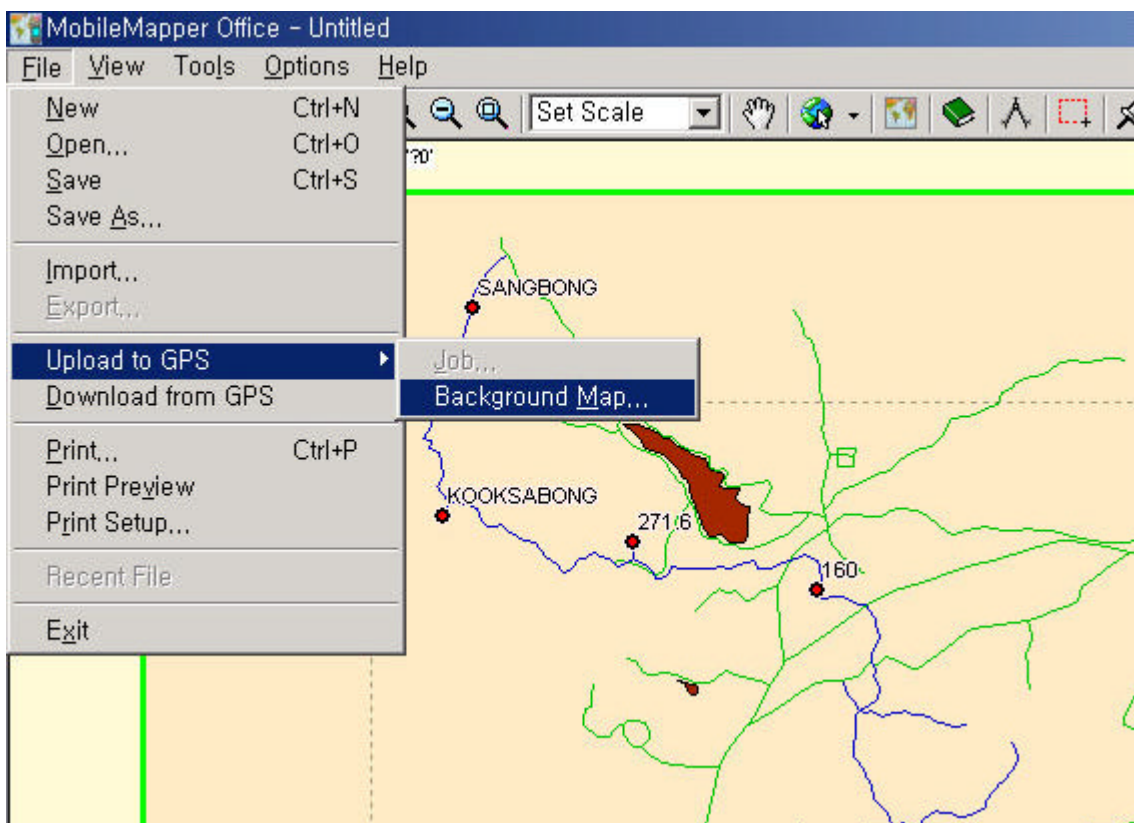 MobileMapper Office - Untitled
File View Tools Options Help
Set Scale
New Ctrl+N
Open... Ctrl+O
Save Ctrl+S
Save As...
Import...
Export...
Upload to GPS
Download from GPS
Print... Ctrl+P
Print Preview
Print Setup...
Recent File
Exit
Job...
Background Map...
?0'
SANGBONG
KOOKSABONG
271.6
160